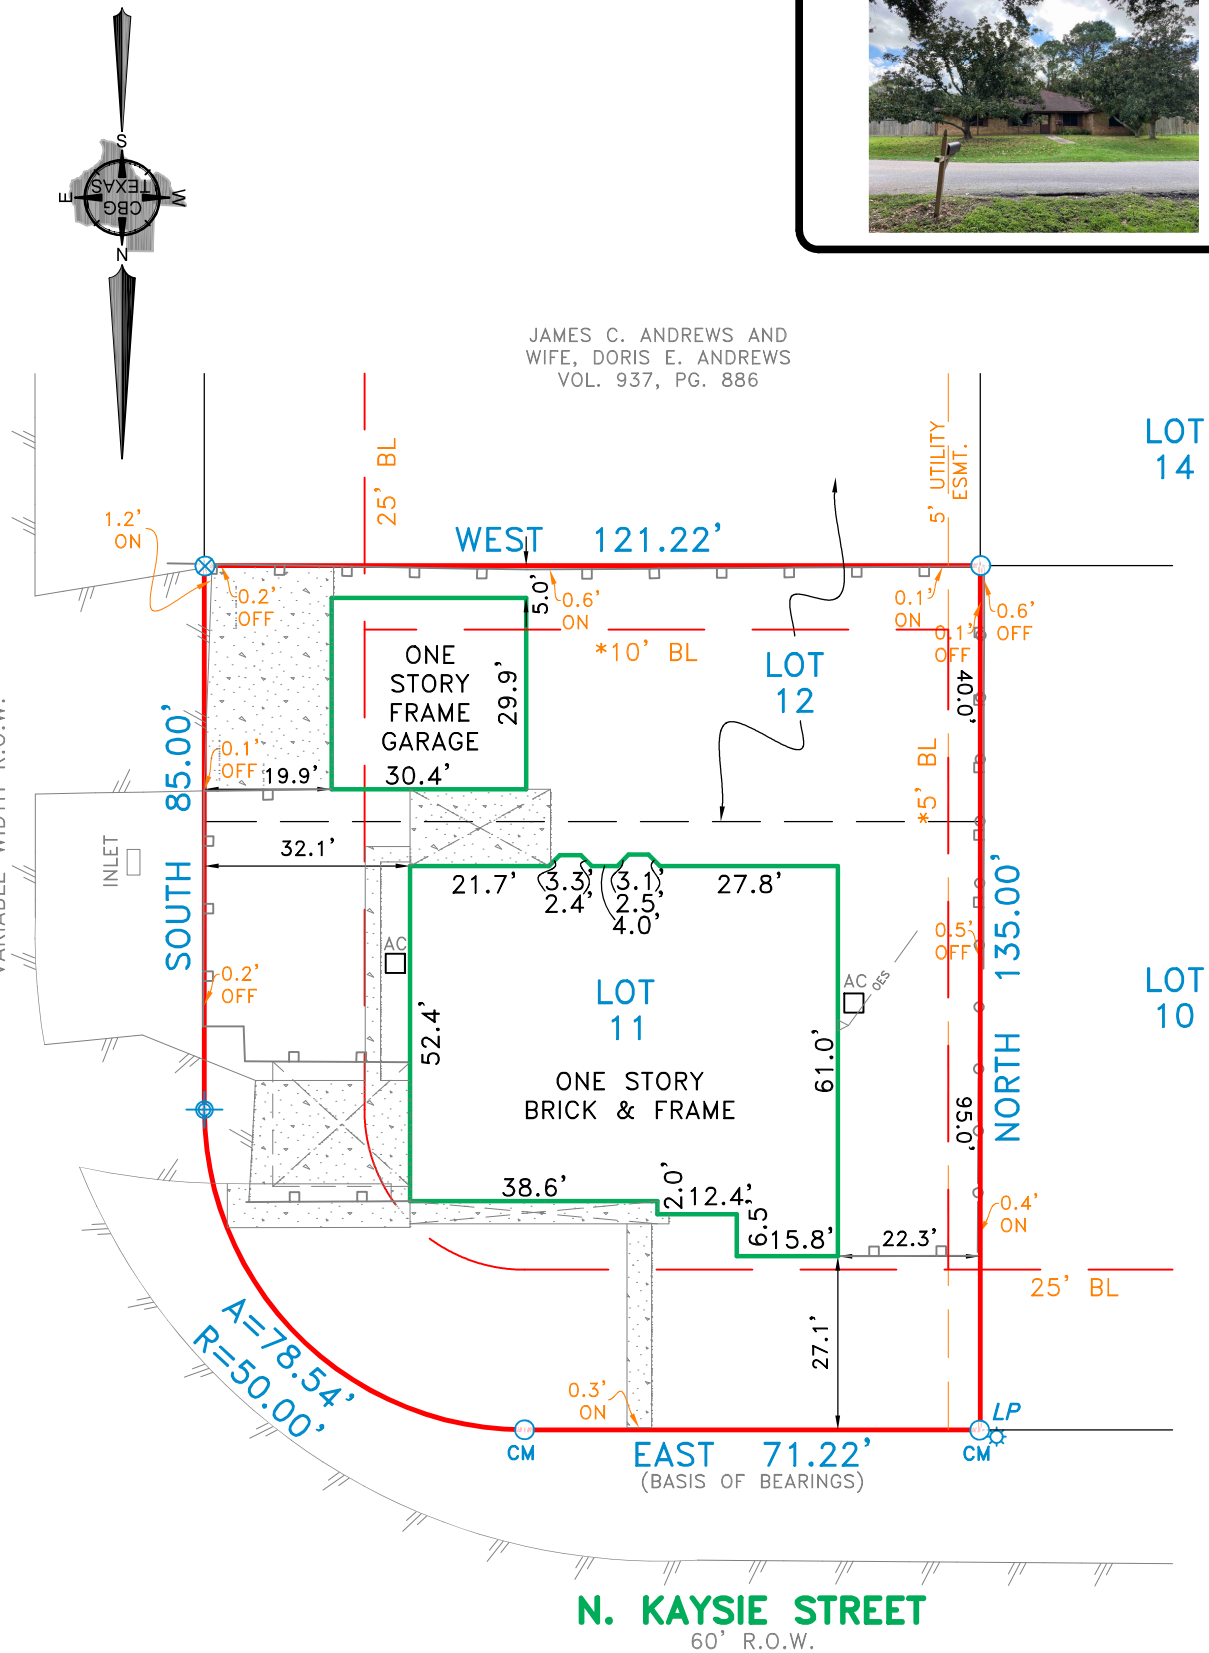 S
E
W
CBG
TEXAS
N
JAMES C. ANDREWS AND
WIFE, DORIS E. ANDREWS
VOL. 937, PG. 886
LOT
14
25' BL
5' UTILITY
ESMT.
1.2'
ON
WEST 121.22'
0.2'
OFF
5.0'
0.6'
ON
0.1'
ON
0.1'
OFF
0.6'
OFF
*10' BL
ONE
STORY
FRAME
GARAGE
29.9'
LOT
12
40.0'
SOUTH 85.00'
0.1'
OFF
19.9'
30.4'
*5' BL
INLET
32.1'
21.7'
3.3'
2.4'
3.1'
2.5'
4.0'
27.8'
NORTH 135.00'
0.5'
OFF
AC
AC
OES
0.2'
OFF
LOT
11
LOT
10
52.4'
61.0'
ONE STORY
BRICK & FRAME
95.0'
38.6'
2.0'
12.4'
6.5'
15.8'
22.3'
0.4'
ON
25' BL
A=78.54'
R=50.00'
27.1'
0.3'
ON
LP
CM
EAST 71.22'
CM
(BASIS OF BEARINGS)
N. KAYSIE STREET
60' R.O.W.